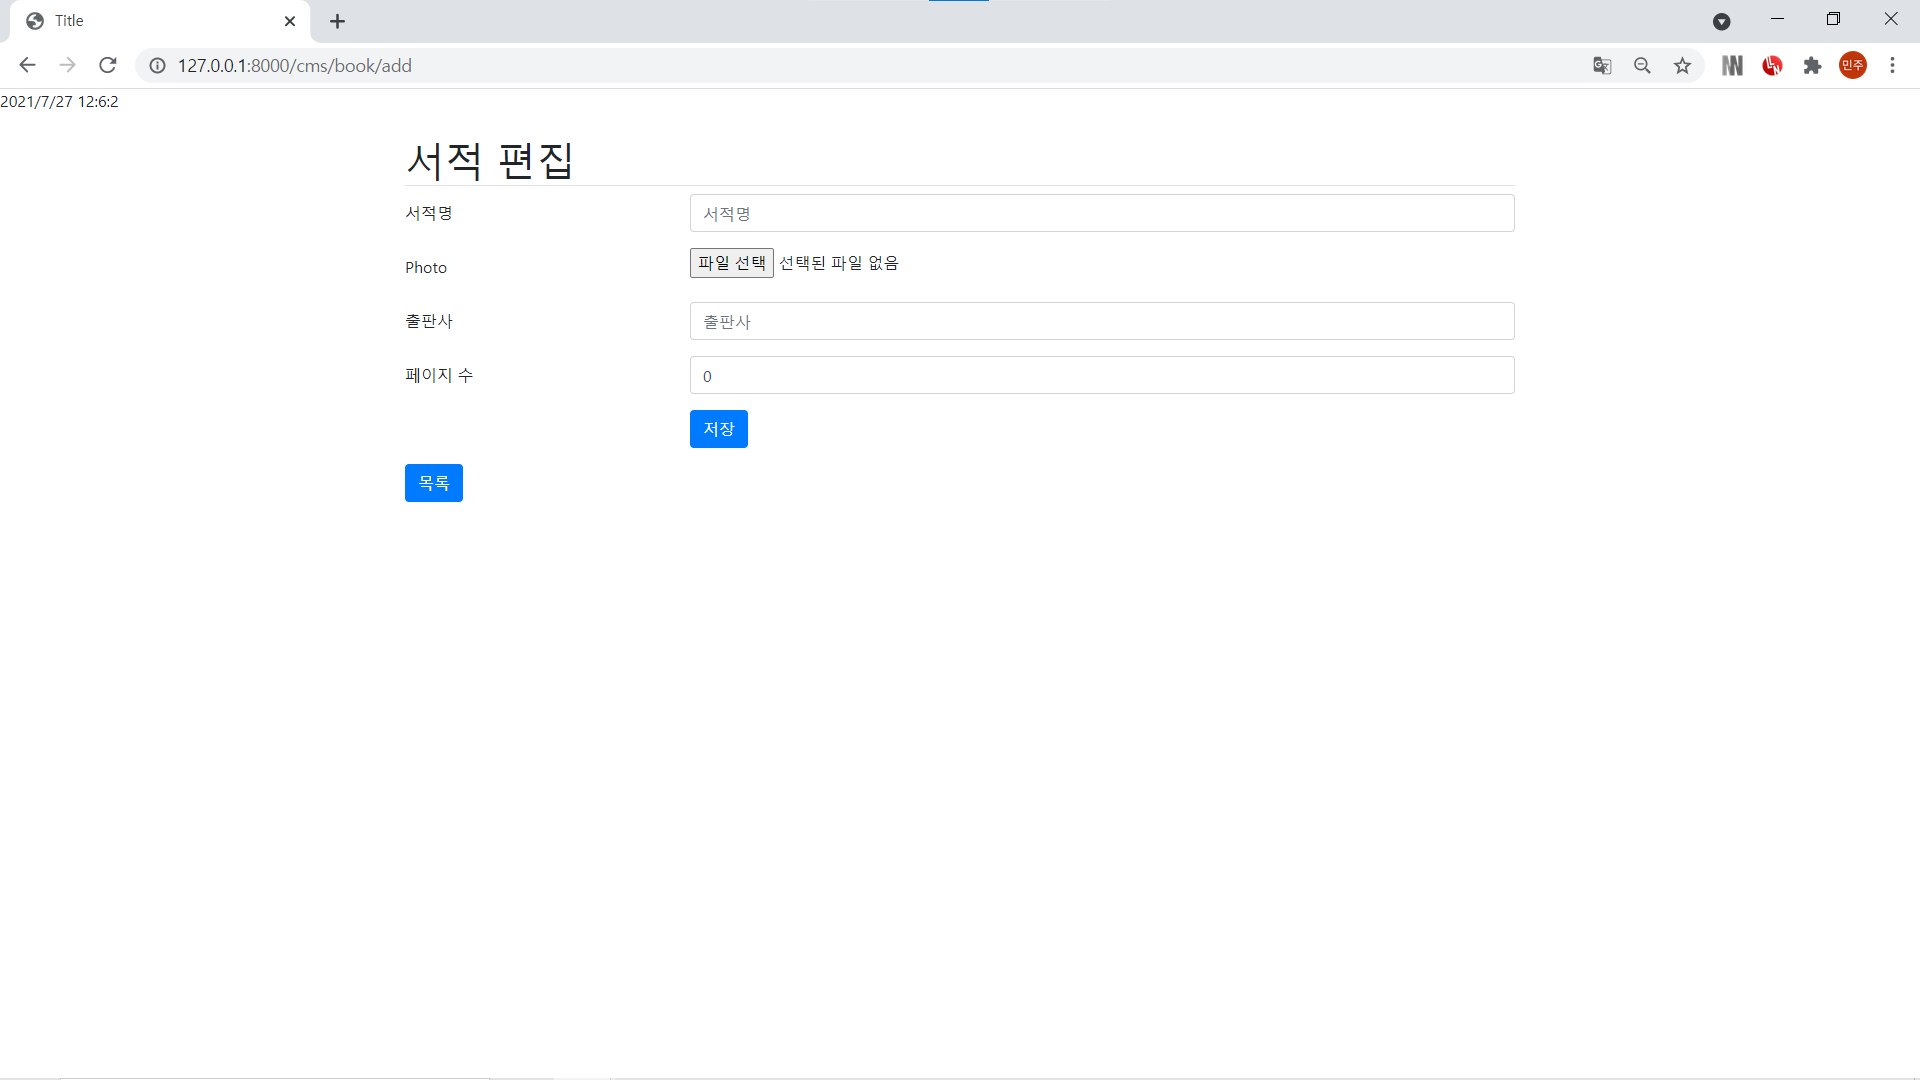 Title
127.0.0.1:8000/cms/book/add
민주
2021/7/27 12:6:2
서적 편집
서적명 서적명
Photo 파일 선택 선택된 파일 없음
출판사 출판사
페이지 수 0
저장
목록